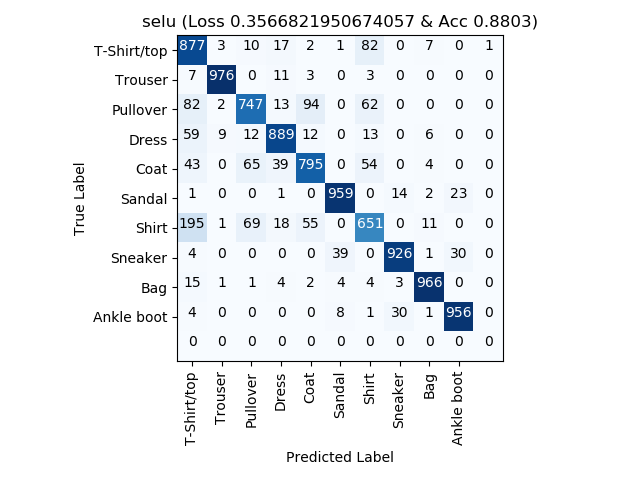 selu (Loss 0.3566821950674057 & Acc 0.8803)
T-Shirt/top 877 3 10 17 2 1 82 0 7 0 1
Trouser 7 976 0 11 3 0 3 0 0 0 0
Pullover 82 2 747 13 94 0 62 0 0 0 0
Dress 59 9 12 889 12 0 13 0 6 0 0
Coat 43 0 65 39 795 0 54 0 4 0 0
Sandal 1 0 0 1 0 959 0 14 2 23 0
Shirt 195 1 69 18 55 0 651 0 11 0 0
Sneaker 4 0 0 0 0 39 0 926 1 30 0
Bag 15 1 1 4 2 4 4 3 966 0 0
Ankle boot 4 0 0 0 0 8 1 30 1 956 0
0 0 0 0 0 0 0 0 0 0 0
True Label
T-Shirt/top
Trouser
Pullover
Dress
Coat
Sandal
Shirt
Sneaker
Bag
Ankle boot
Predicted Label